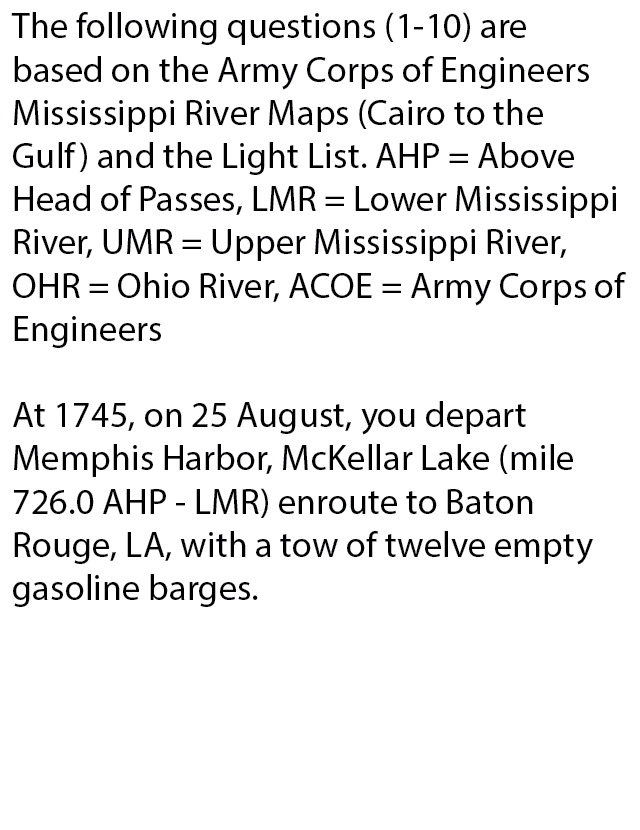 The following questions (1-10) are
based on the Army Corps of Engineers
Mississippi River Maps (Cairo to the
Gulf) and the Light List. AHP = Above
Head of Passes, LMR = Lower Mississippi
River, UMR = Upper Mississippi River,
OHR = Ohio River, ACOE = Army Corps of
Engineers
At 1745, on 25 August, you depart
Memphis Harbor, McKellar Lake (mile
726.0 AHP - LMR) enroute to Baton
Rouge, LA, with a tow of twelve empty
gasoline barges.